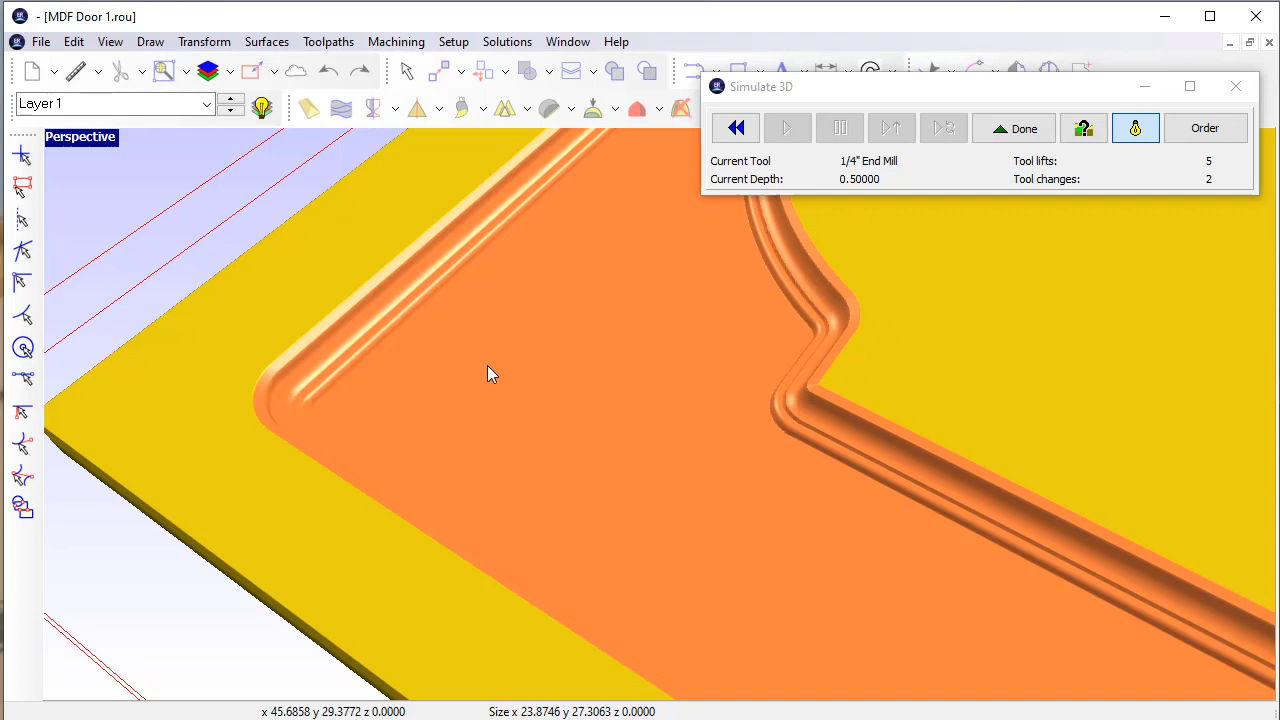 - [MDF Door 1.rou]
File Edit View Draw Transform Surfaces Toolpaths Machining Setup Solutions Window Help
Layer 1
Perspective
Simulate 3D
Done
Order
Current Tool 1/4" End Mill Tool lifts: 5
Current Depth: 0.50000 Tool changes: 2
x 45.6858 y 29.3772 z 0.0000 Size x 23.8746 y 27.3063 z 0.0000